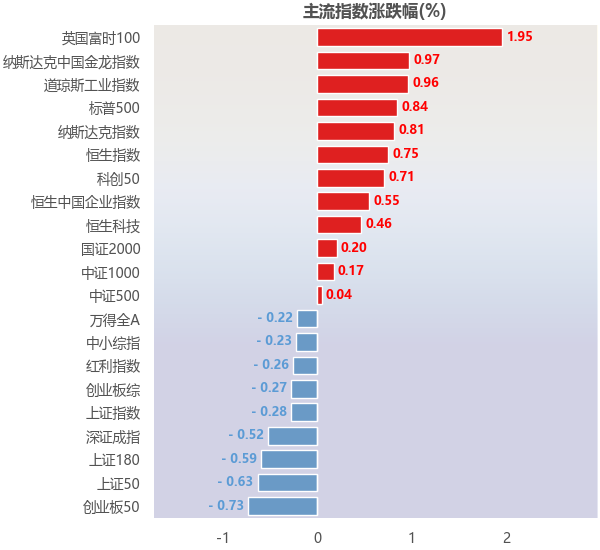 主流指数涨跌幅(%)
英国富时100 1.95
纳斯达克中国金龙指数 0.97
道琼斯工业指数 0.96
标普500 0.84
纳斯达克指数 0.81
恒生指数 0.75
科创50 0.71
恒生中国企业指数 0.55
恒生科技 0.46
国证2000 0.20
中证1000 0.17
中证500 0.04
万得全A - 0.22
中小综指 - 0.23
红利指数 - 0.26
创业板综 - 0.27
上证指数 - 0.28
深证成指 - 0.52
上证180 - 0.59
上证50 - 0.63
创业板50 - 0.73
-1 0 1 2